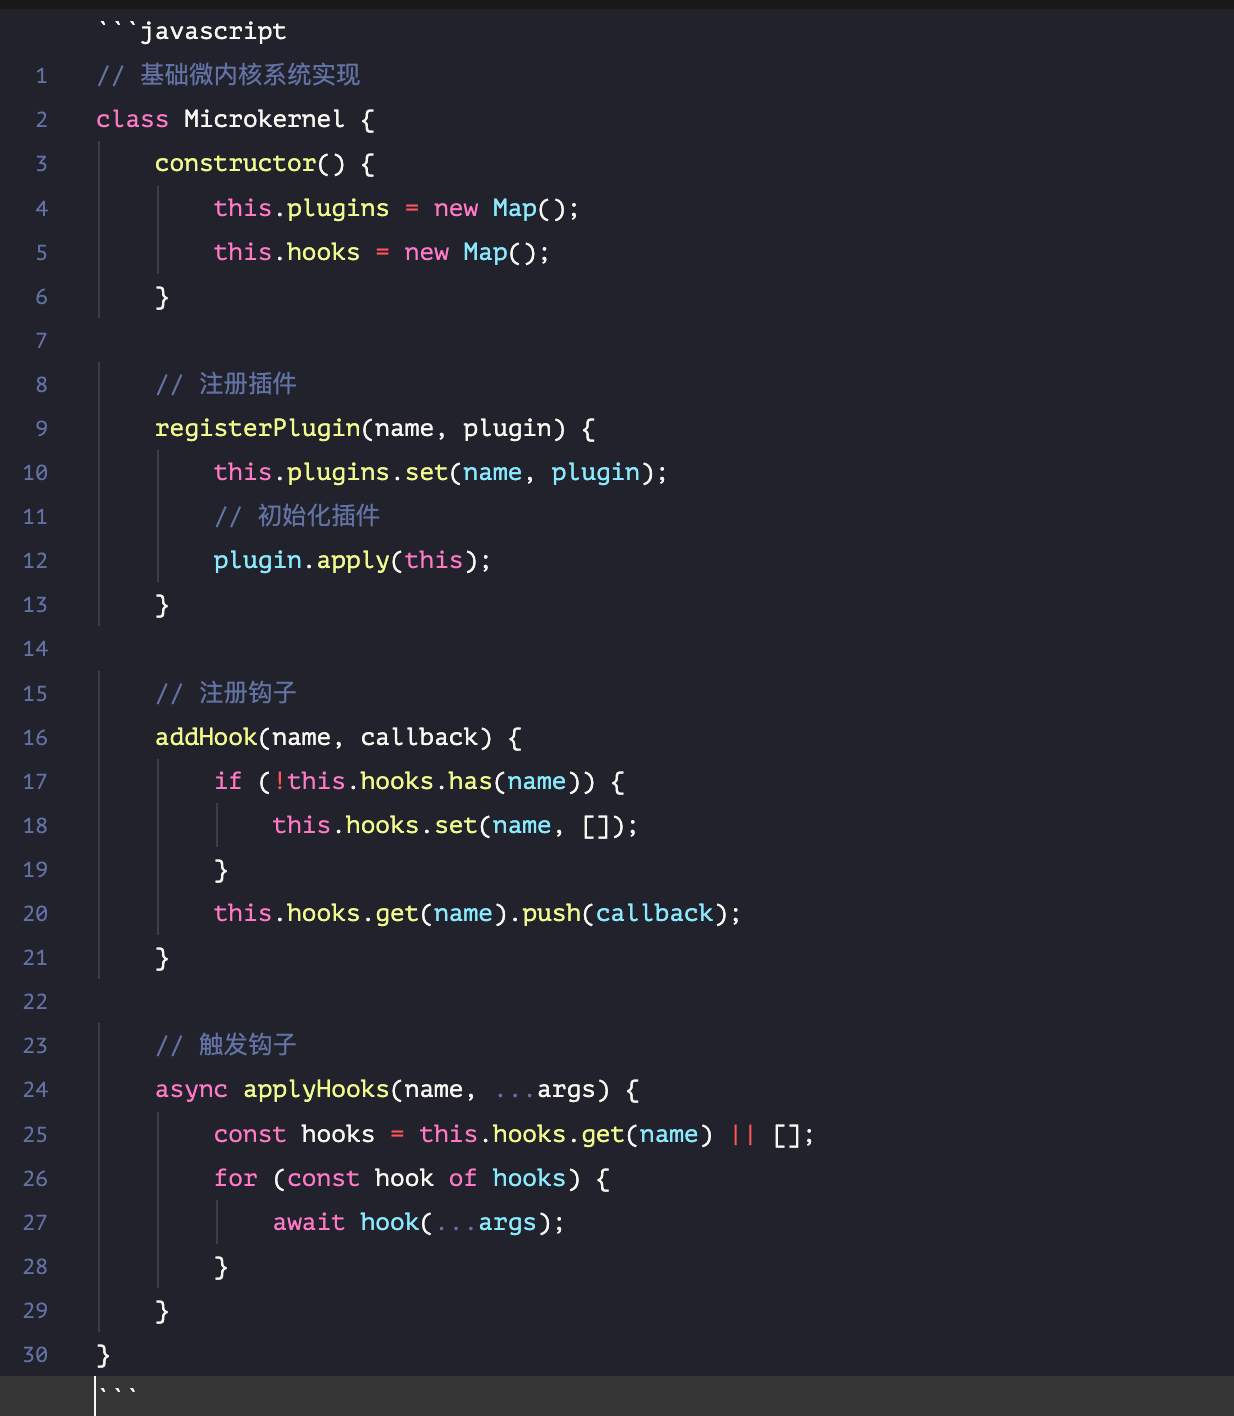 ```javascript
1 // 基础微内核系统实现
2 class Microkernel {
3     constructor() {
4         this.plugins = new Map();
5         this.hooks = new Map();
6     }
7
8     // 注册插件
9     registerPlugin(name, plugin) {
10         this.plugins.set(name, plugin);
11         // 初始化插件
12         plugin.apply(this);
13     }
14
15     // 注册钩子
16     addHook(name, callback) {
17         if (!this.hooks.has(name)) {
18             this.hooks.set(name, []);
19         }
20         this.hooks.get(name).push(callback);
21     }
22
23     // 触发钩子
24     async applyHooks(name, ...args) {
25         const hooks = this.hooks.get(name) || [];
26         for (const hook of hooks) {
27             await hook(...args);
28         }
29     }
30 }
```